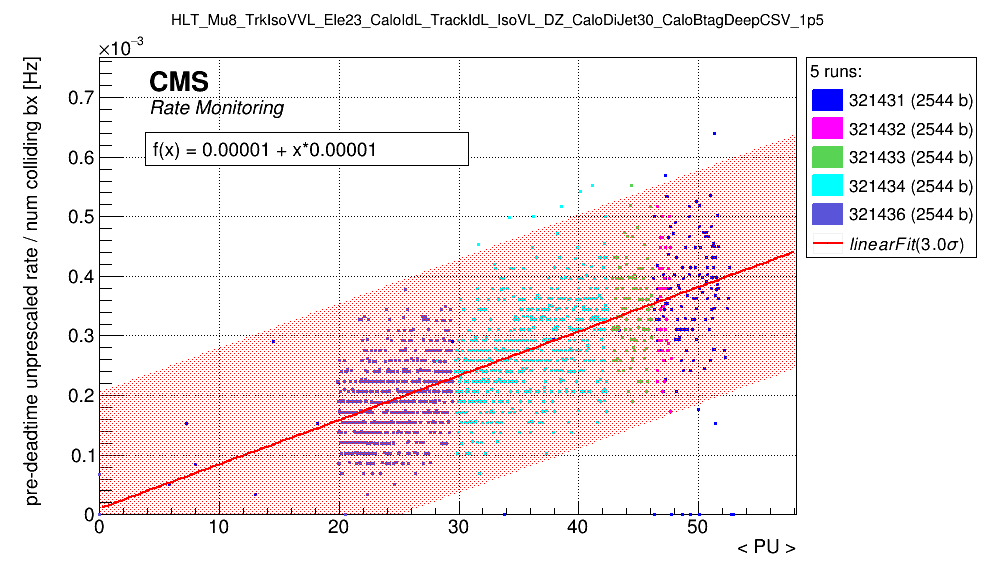 HLT_Mu8_TrkIsoVVL_Ele23_CaloIdL_TrackIdL_IsoVL_DZ_CaloDiJet30_CaloBtagDeepCSV_1p5
×10⁻³
CMS
Rate Monitoring
f(x) = 0.00001 + x*0.00001
pre-deadtime unprescaled rate / num colliding bx [Hz]
0.7
0.6
0.5
0.4
0.3
0.2
0.1
0
0 10 20 30 40 50
< PU >
5 runs:
321431 (2544 b)
321432 (2544 b)
321433 (2544 b)
321434 (2544 b)
321436 (2544 b)
linearFit(3.0σ)